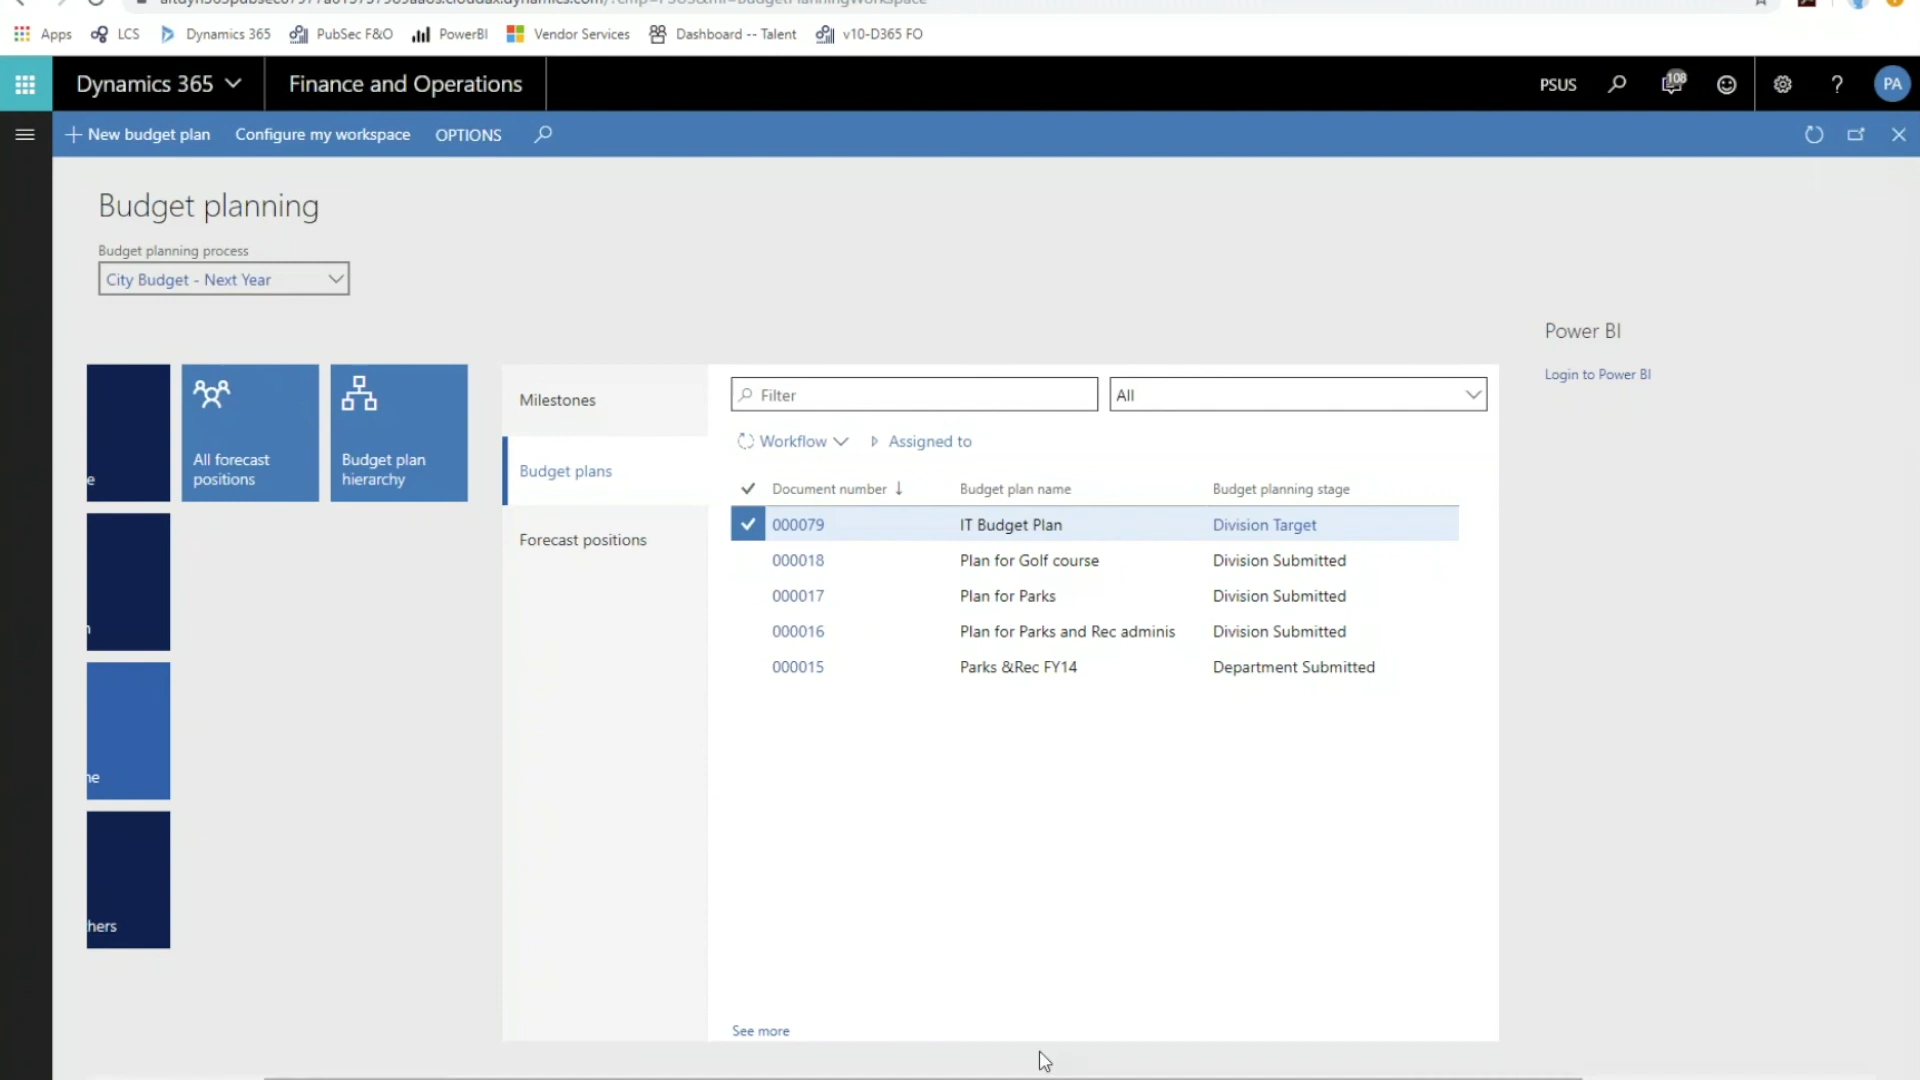 Apps LCS Dynamics 365 PubSec F&O PowerBI Vendor Services Dashboard -- Talent v10-D365 FO
Dynamics 365 Finance and Operations PSUS 108 ? PA
New budget plan Configure my workspace OPTIONS
Budget planning
Budget planning process
City Budget - Next Year
Power BI
Login to Power BI
e
All forecast
positions
Budget plan
hierarchy
n
ne
hers
Milestones
Budget plans
Forecast positions
Filter All
Workflow Assigned to
Document number Budget plan name Budget planning stage
000079 IT Budget Plan Division Target
000018 Plan for Golf course Division Submitted
000017 Plan for Parks Division Submitted
000016 Plan for Parks and Rec adminis Division Submitted
000015 Parks &Rec FY14 Department Submitted
See more